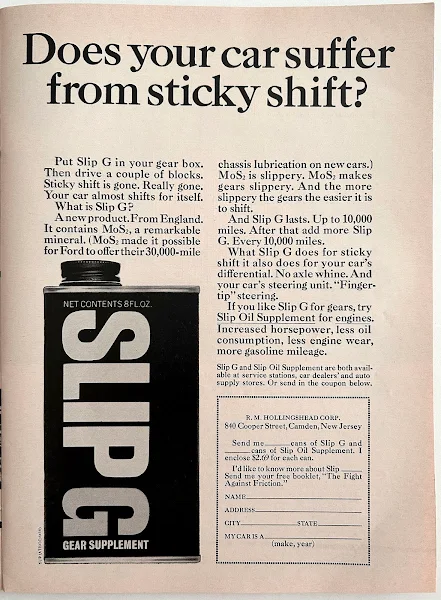 Does your car suffer
from sticky shift?
Put Slip G in your gear box.
Then drive a couple of blocks.
Sticky shift is gone. Really gone.
Your car almost shifts for itself.
What is Slip G?
A new product. From England.
It contains MoS₂, a remarkable
mineral. (MoS₂ made it possible
for Ford to offer their 30,000-mile
chassis lubrication on new cars.)
MoS₂ is slippery. MoS₂ makes
gears slippery. And the more
slippery the gears the easier it is
to shift.
And Slip G lasts. Up to 10,000
miles. After that add more Slip
G. Every 10,000 miles.
What Slip G does for sticky
shift it also does for your car's
differential. No axle whine. And
your car's steering unit. "Finger-
tip" steering.
If you like Slip G for gears, try
Slip Oil Supplement for engines.
Increased horsepower, less oil
consumption, less engine wear,
more gasoline mileage.
Slip G and Slip Oil Supplement are both avail-
able at service stations, car dealers' and auto
supply stores. Or send in the coupon below.
NET CONTENTS 8 FL. OZ.
SLIP G
GEAR SUPPLEMENT
R. M. HOLLINGSHEAD CORP.
840 Cooper Street, Camden, New Jersey
Send me ______ cans of Slip G and
______ cans of Slip Oil Supplement. I
enclose $2.69 for each can.
I'd like to know more about Slip ______
Send me your free booklet, "The Fight
Against Friction."
NAME
ADDRESS
CITY STATE
MY CAR IS A
(make, year)